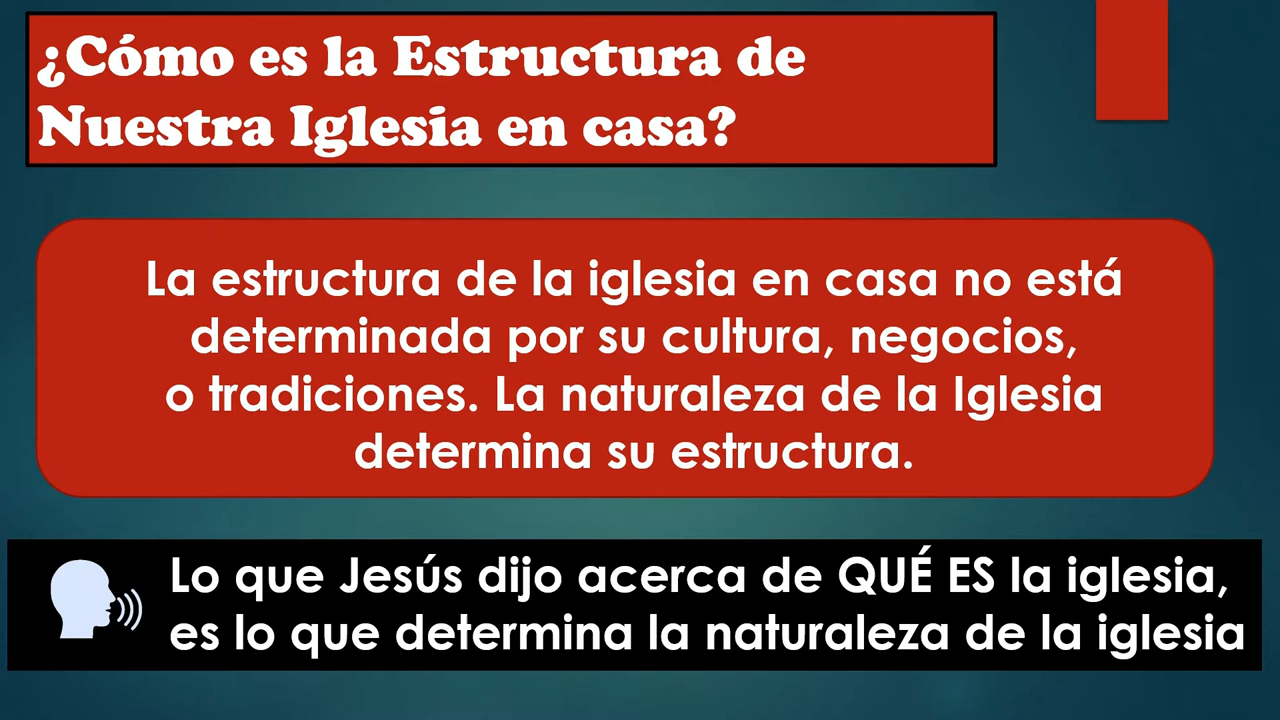 ¿Cómo es la Estructura de
Nuestra Iglesia en casa?
La estructura de la iglesia en casa no está
determinada por su cultura, negocios,
o tradiciones. La naturaleza de la Iglesia
determina su estructura.
Lo que Jesús dijo acerca de QUÉ ES la iglesia,
es lo que determina la naturaleza de la iglesia